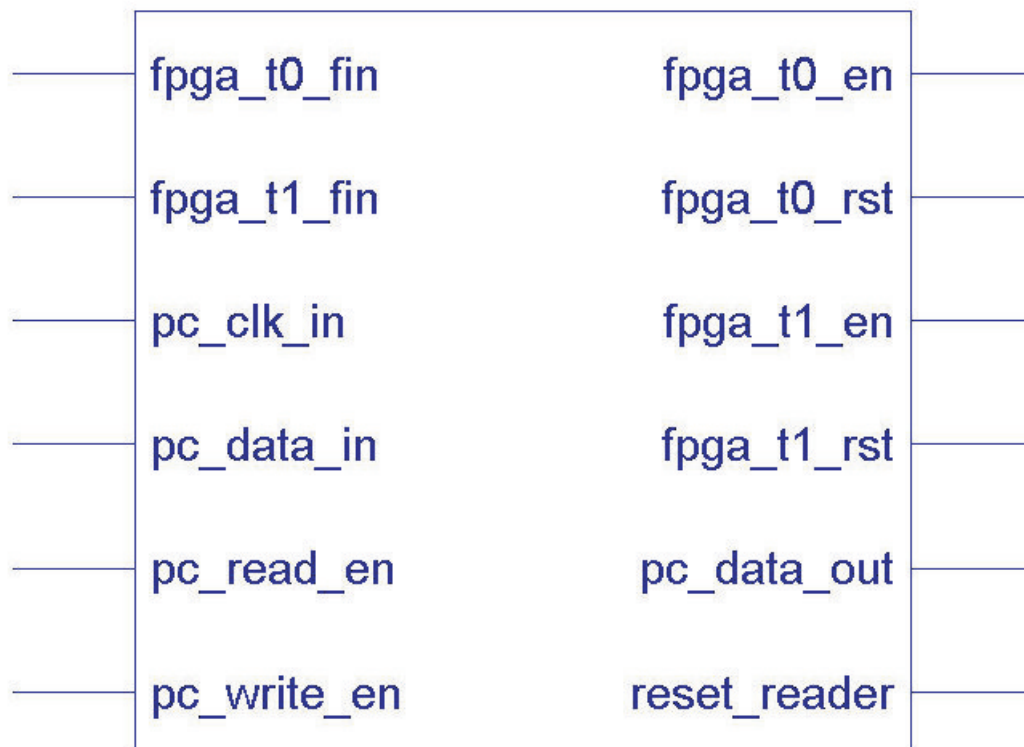 fpga_t0_fin fpga_t0_en
fpga_t1_fin fpga_t0_rst
pc_clk_in fpga_t1_en
pc_data_in fpga_t1_rst
pc_read_en pc_data_out
pc_write_en reset_reader